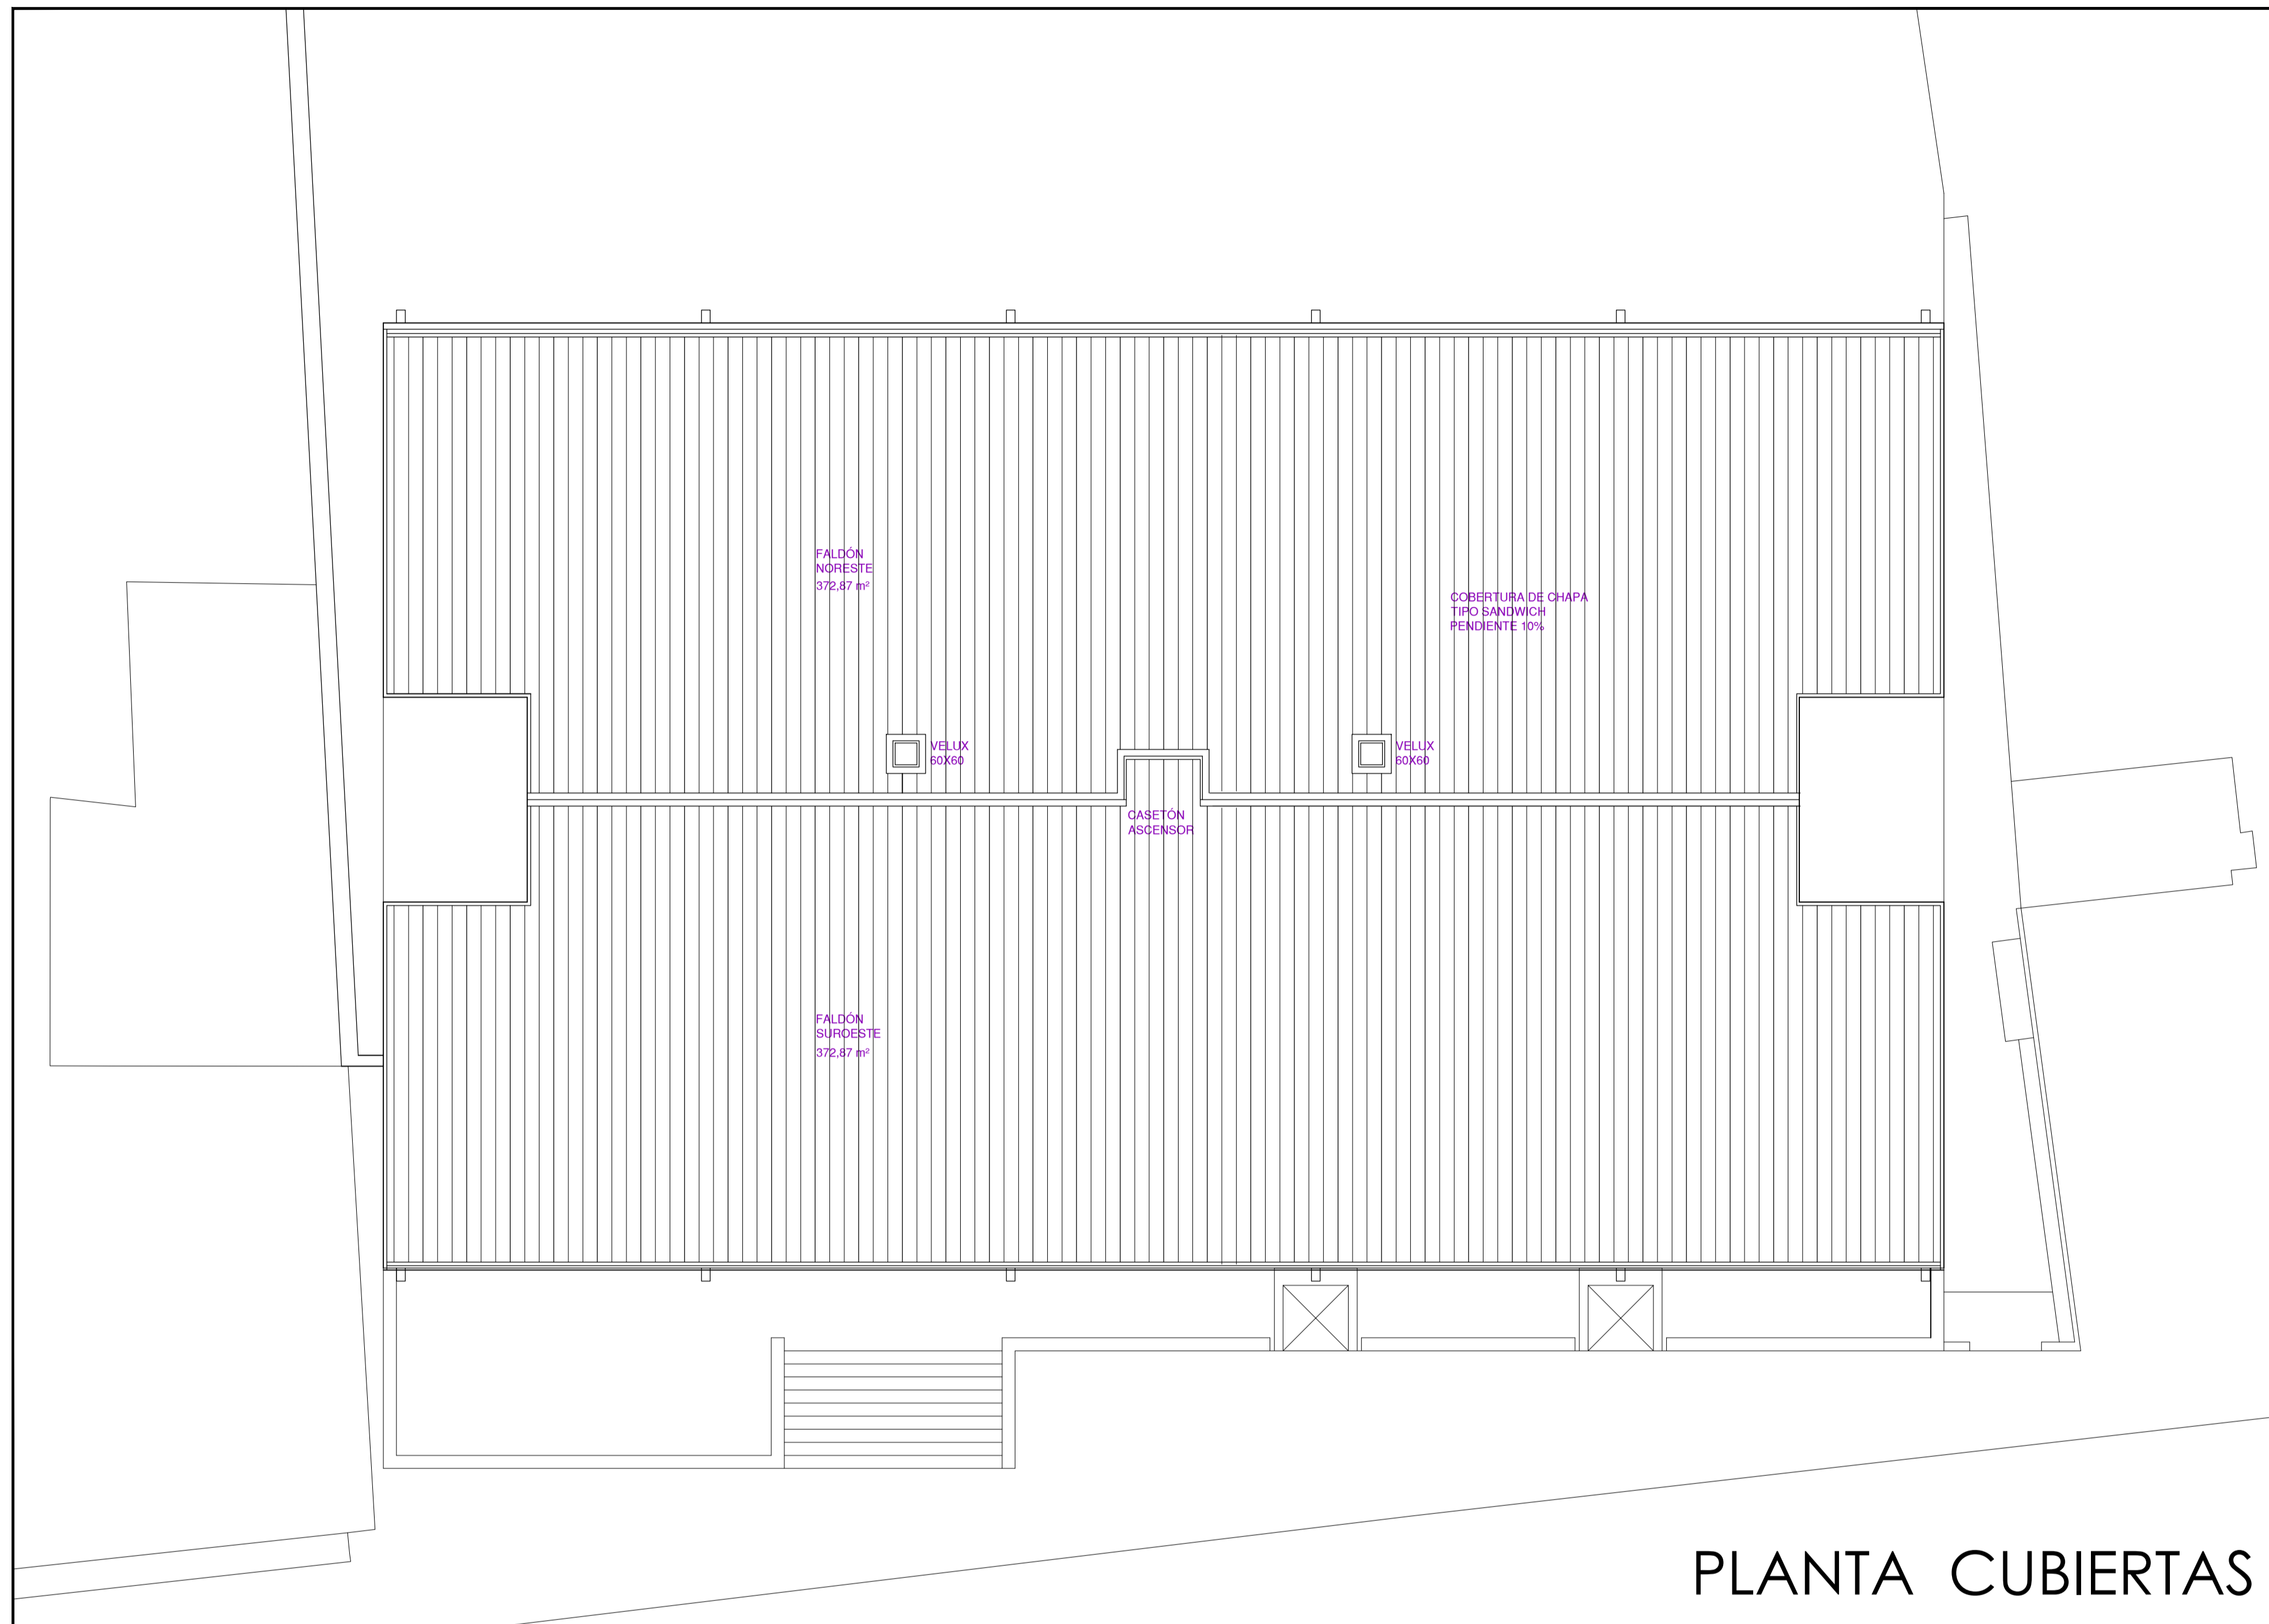 FALDÓN
NORESTE
372,87 m²
COBERTURA DE CHAPA
TIPO SANDWICH
PENDIENTE 10%
VELUX
60X60
VELUX
60X60
CASETÓN
ASCENSOR
FALDÓN
SUROESTE
372,87 m²
PLANTA CUBIERTAS